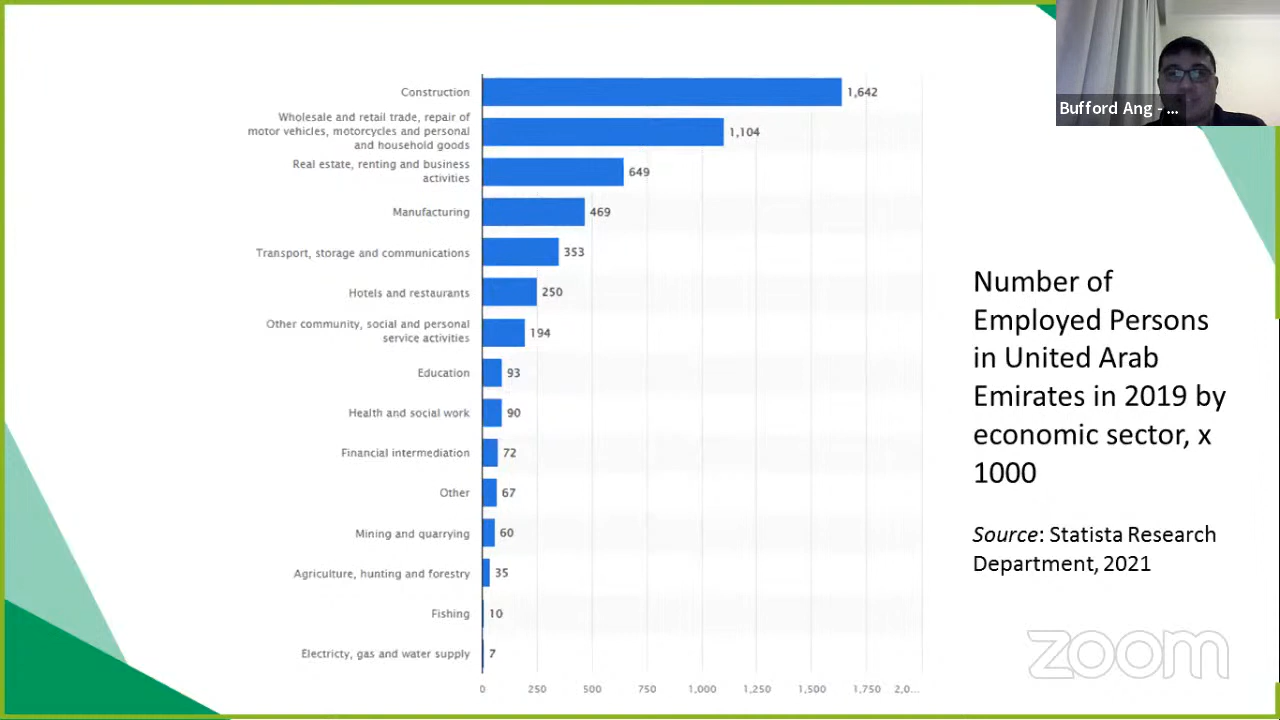 Bufford Ang - ...
Construction
1,642
Wholesale and retail trade, repair of
motor vehicles, motorcycles and personal
and household goods
1,104
Real estate, renting and business
activities
649
Manufacturing
469
Transport, storage and communications
353
Hotels and restaurants
250
Other community, social and personal
service activities
194
Education
93
Health and social work
90
Financial intermediation
72
Other
67
Mining and quarrying
60
Agriculture, hunting and forestry
35
Fishing
10
Electricty, gas and water supply
7
0 250 500 750 1,000 1,250 1,500 1,750 2,0...
Number of
Employed Persons
in United Arab
Emirates in 2019 by
economic sector, x
1000
Source: Statista Research
Department, 2021
zoom